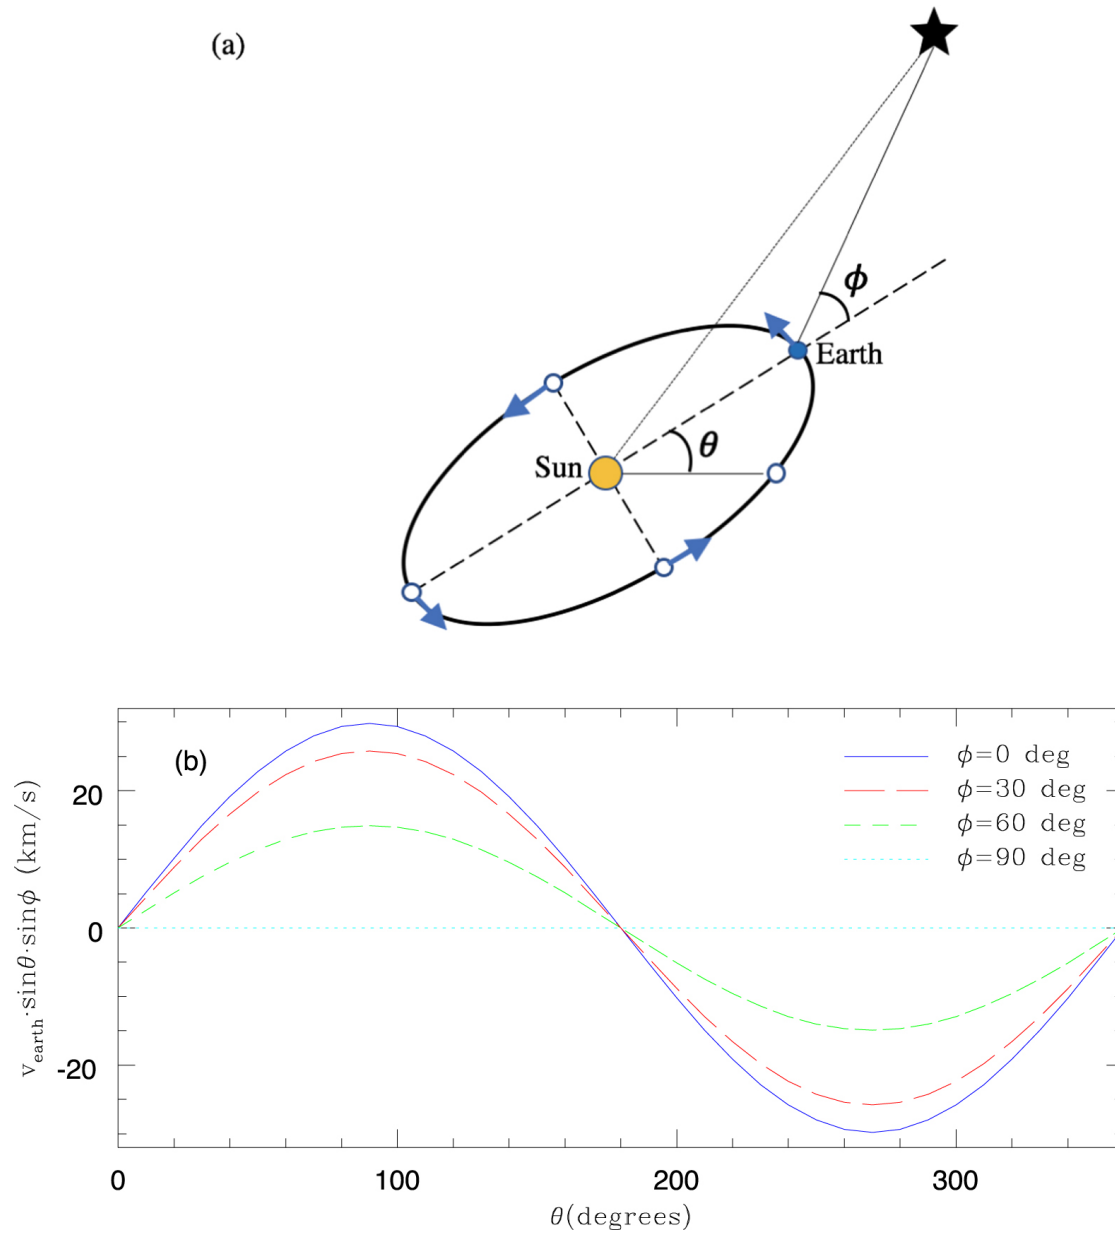 (a)
ϕ
Earth
θ
Sun
(b)
ϕ=0 deg
ϕ=30 deg
ϕ=60 deg
ϕ=90 deg
20
0
-20
v_earth·sinθ·sinϕ (km/s)
0 100 200 300
θ(degrees)